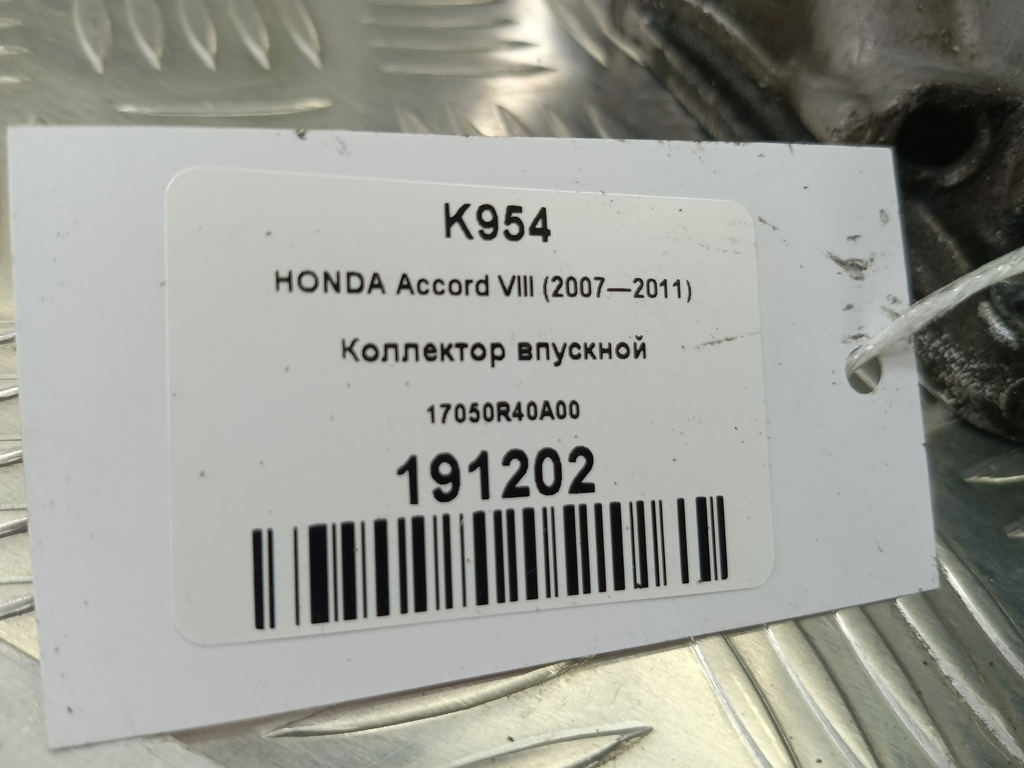 K954
HONDA Accord VIII (2007—2011)
Коллектор впускной
17050R40A00
191202